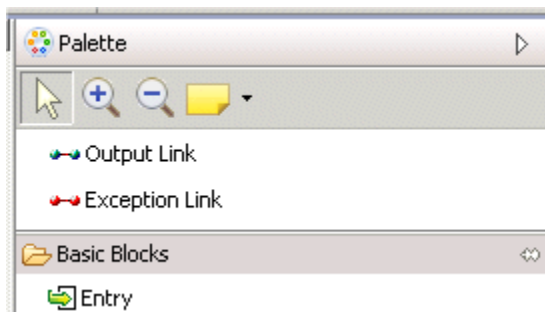 Palette
Output Link
Exception Link
Basic Blocks
Entry